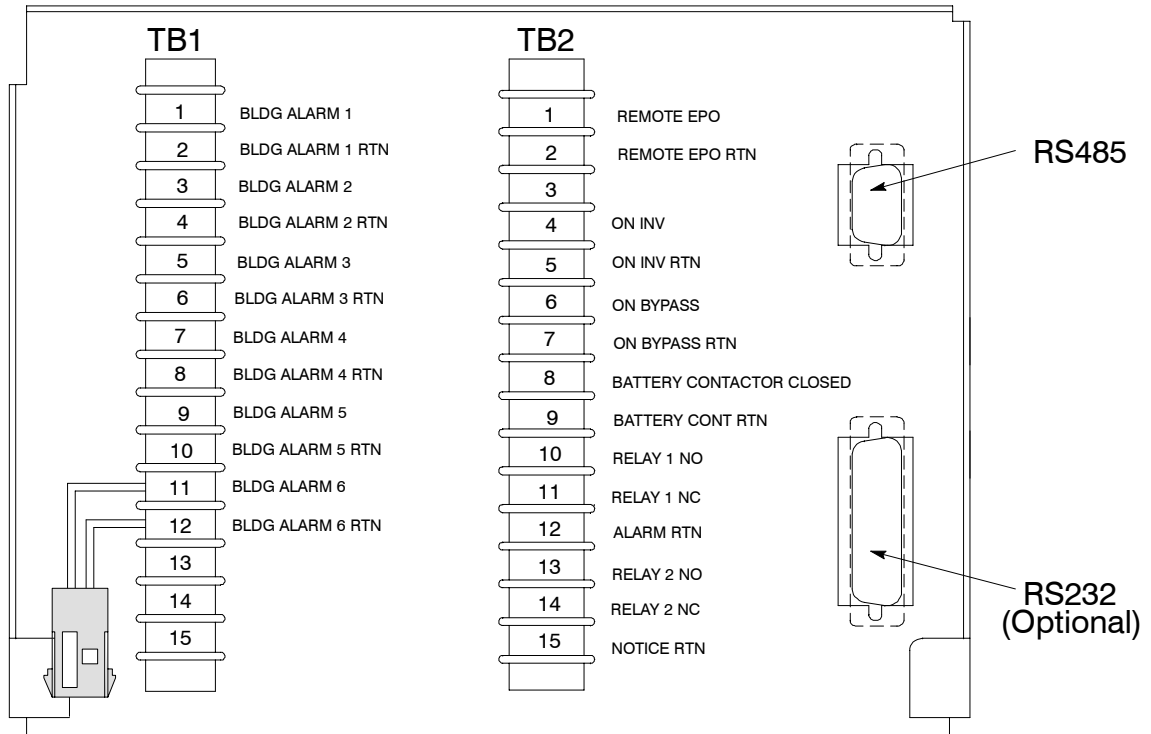 TB1
1 BLDG ALARM 1
2 BLDG ALARM 1 RTN
3 BLDG ALARM 2
4 BLDG ALARM 2 RTN
5 BLDG ALARM 3
6 BLDG ALARM 3 RTN
7 BLDG ALARM 4
8 BLDG ALARM 4 RTN
9 BLDG ALARM 5
10 BLDG ALARM 5 RTN
11 BLDG ALARM 6
12 BLDG ALARM 6 RTN
13
14
15
TB2
1 REMOTE EPO
2 REMOTE EPO RTN
3
4 ON INV
5 ON INV RTN
6 ON BYPASS
7 ON BYPASS RTN
8 BATTERY CONTACTOR CLOSED
9 BATTERY CONT RTN
10 RELAY 1 NO
11 RELAY 1 NC
12 ALARM RTN
13 RELAY 2 NO
14 RELAY 2 NC
15 NOTICE RTN
RS485
RS232
(Optional)